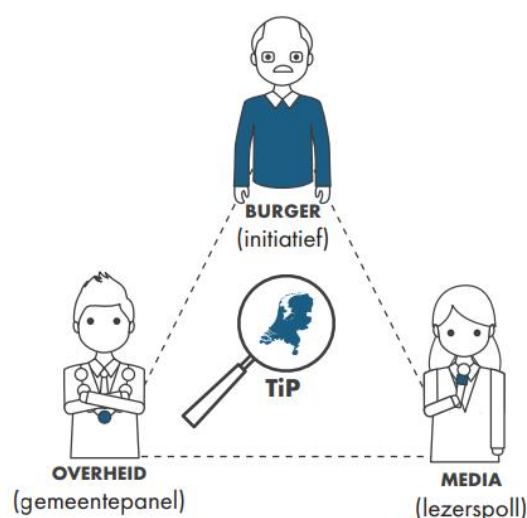 BURGER
(initiatief)
TiP
OVERHEID
(gemeentepanel)
MEDIA
(lezerspoll)